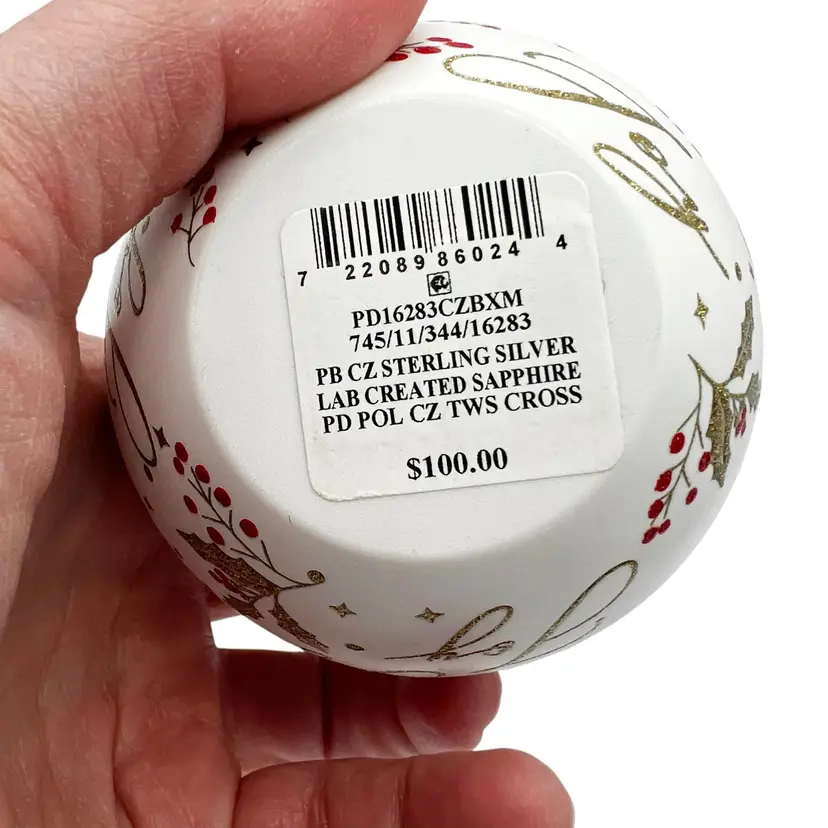 7 22089 86024 4
PD16283CZBXM
745/11/344/16283
PB CZ STERLING SILVER
LAB CREATED SAPPHIRE
PD POL CZ TWS CROSS
$100.00